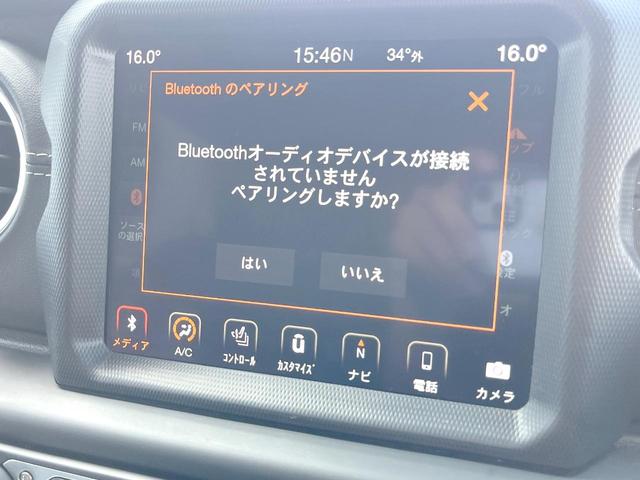 16.0°
15:46N
34°外
16.0°
Bluetooth のペアリング
Bluetoothオーディオデバイスが接続
されていません
ペアリングしますか?
はい
いいえ
FM
AM
ソース
の選択
メディア
A/C
コントロール
カスタマイズ
N
ナビ
電話
カメラ